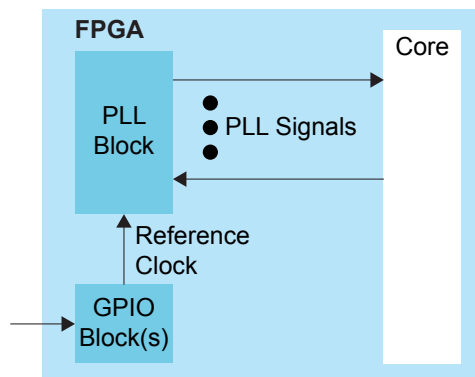 FPGA
Core
PLL
Block
PLL Signals
Reference
Clock
GPIO
Block(s)